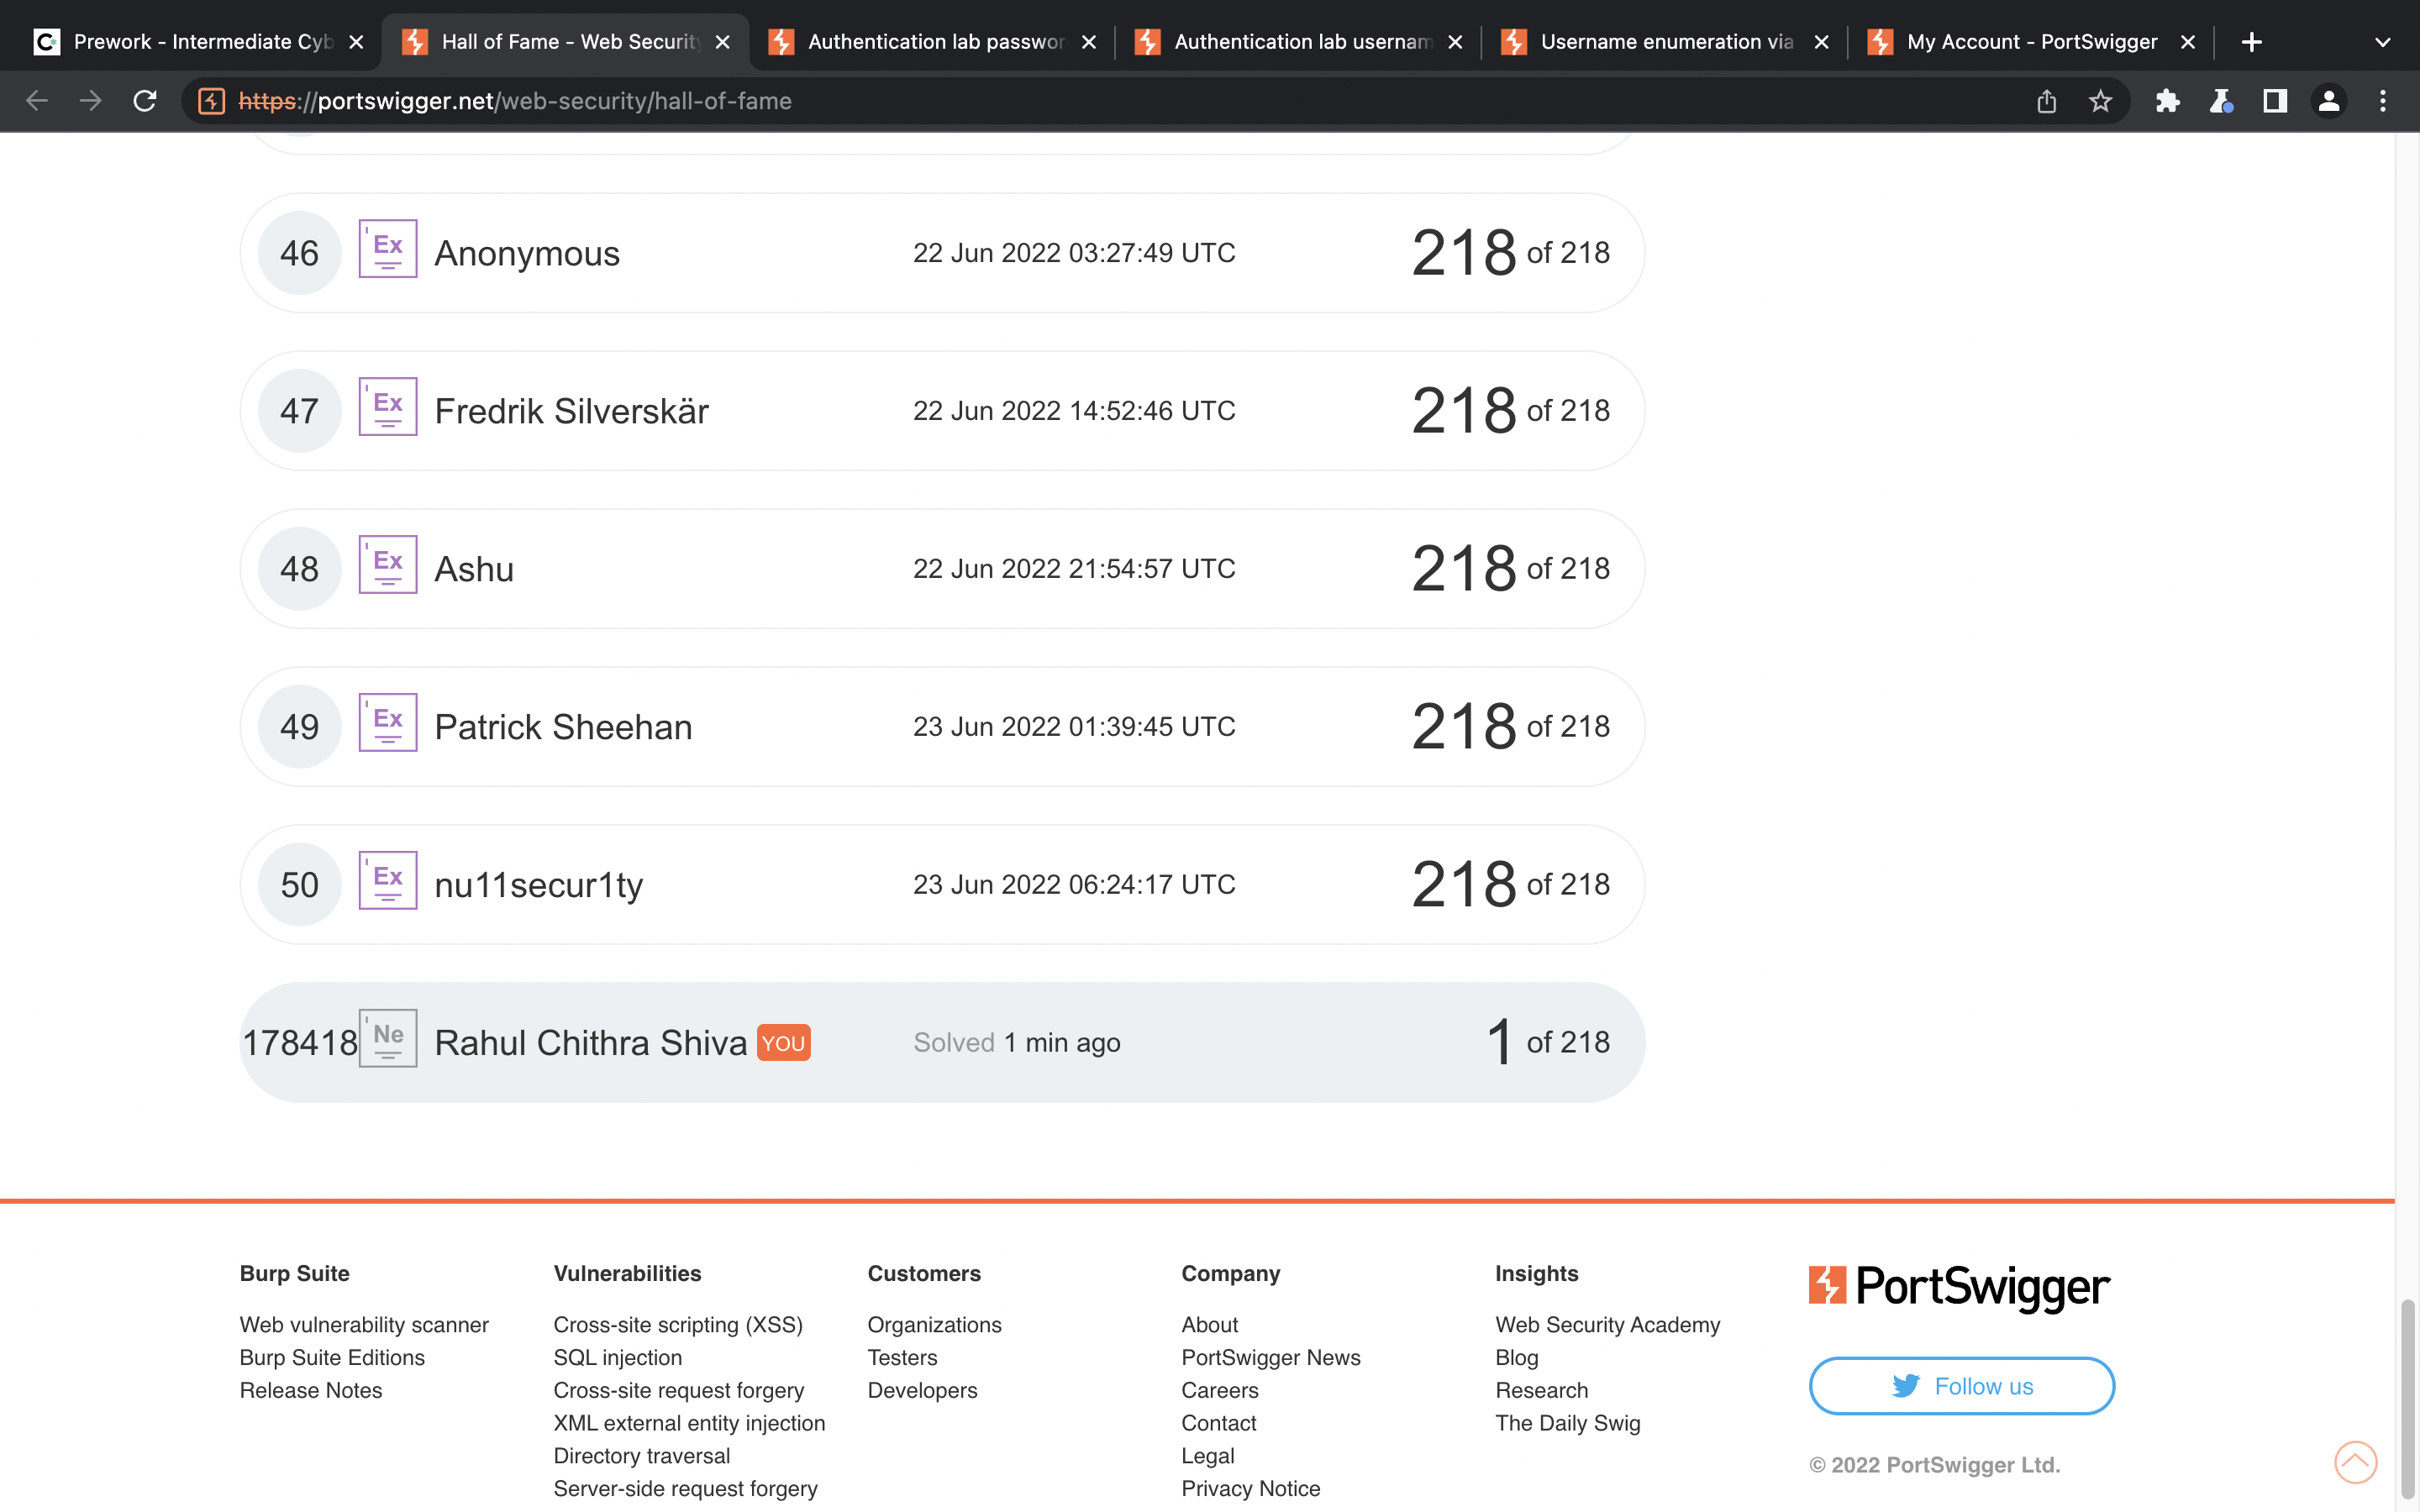 Prework - Intermediate Cyb
Hall of Fame - Web Security
Authentication lab passwor
Authentication lab usernam
Username enumeration via
My Account - PortSwigger
https://portswigger.net/web-security/hall-of-fame
46 Ex Anonymous 22 Jun 2022 03:27:49 UTC 218 of 218
47 Ex Fredrik Silverskär 22 Jun 2022 14:52:46 UTC 218 of 218
48 Ex Ashu 22 Jun 2022 21:54:57 UTC 218 of 218
49 Ex Patrick Sheehan 23 Jun 2022 01:39:45 UTC 218 of 218
50 Ex nu11secur1ty 23 Jun 2022 06:24:17 UTC 218 of 218
178418 Ne Rahul Chithra Shiva YOU Solved 1 min ago 1 of 218
Burp Suite
Web vulnerability scanner
Burp Suite Editions
Release Notes
Vulnerabilities
Cross-site scripting (XSS)
SQL injection
Cross-site request forgery
XML external entity injection
Directory traversal
Server-side request forgery
Customers
Organizations
Testers
Developers
Company
About
PortSwigger News
Careers
Contact
Legal
Privacy Notice
Insights
Web Security Academy
Blog
Research
The Daily Swig
PortSwigger
Follow us
© 2022 PortSwigger Ltd.